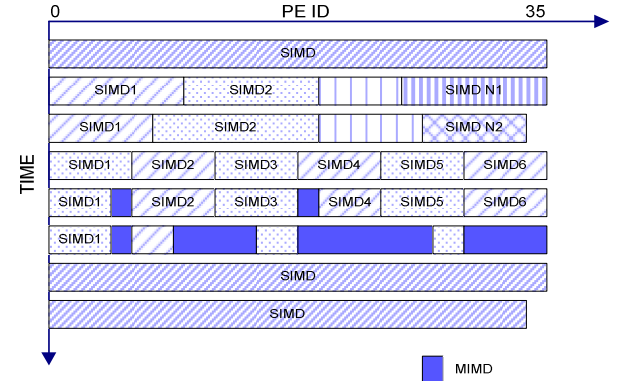 0 PE ID 35
SIMD
SIMD1 SIMD2 SIMD N1
SIMD1 SIMD2 SIMD N2
SIMD1 SIMD2 SIMD3 SIMD4 SIMD5 SIMD6
SIMD1 SIMD2 SIMD3 SIMD4 SIMD5 SIMD6
SIMD1
SIMD
SIMD
TIME
MIMD